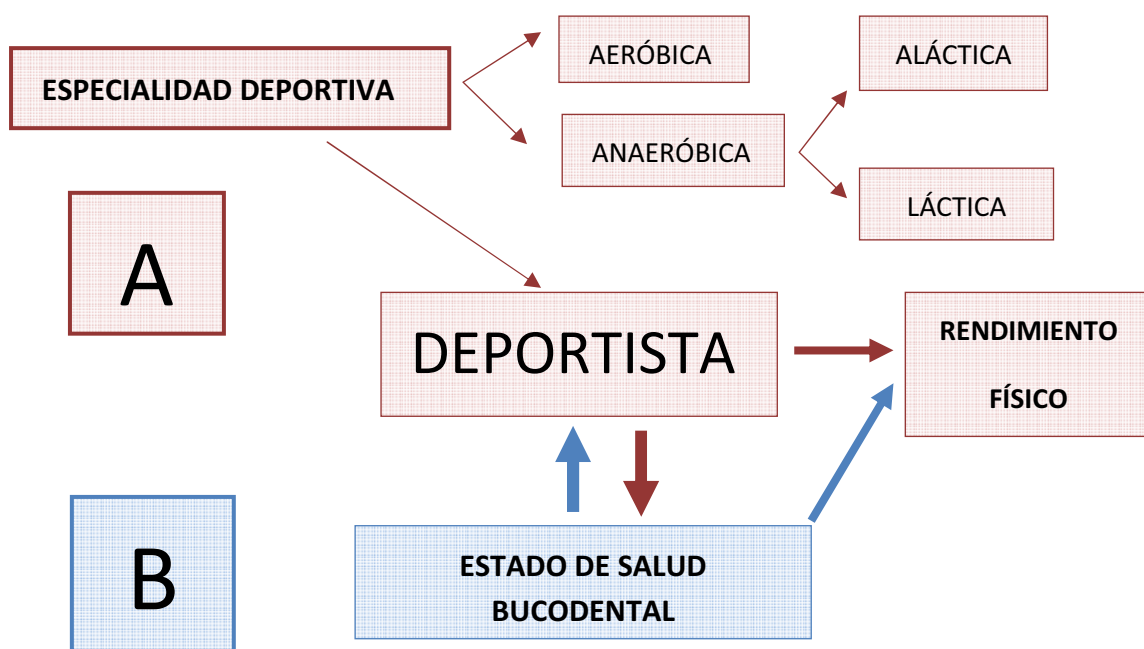 AERÓBICA
ALÁCTICA
ESPECIALIDAD DEPORTIVA
ANAERÓBICA
LÁCTICA
A
DEPORTISTA
RENDIMIENTO
FÍSICO
B
ESTADO DE SALUD
BUCODENTAL